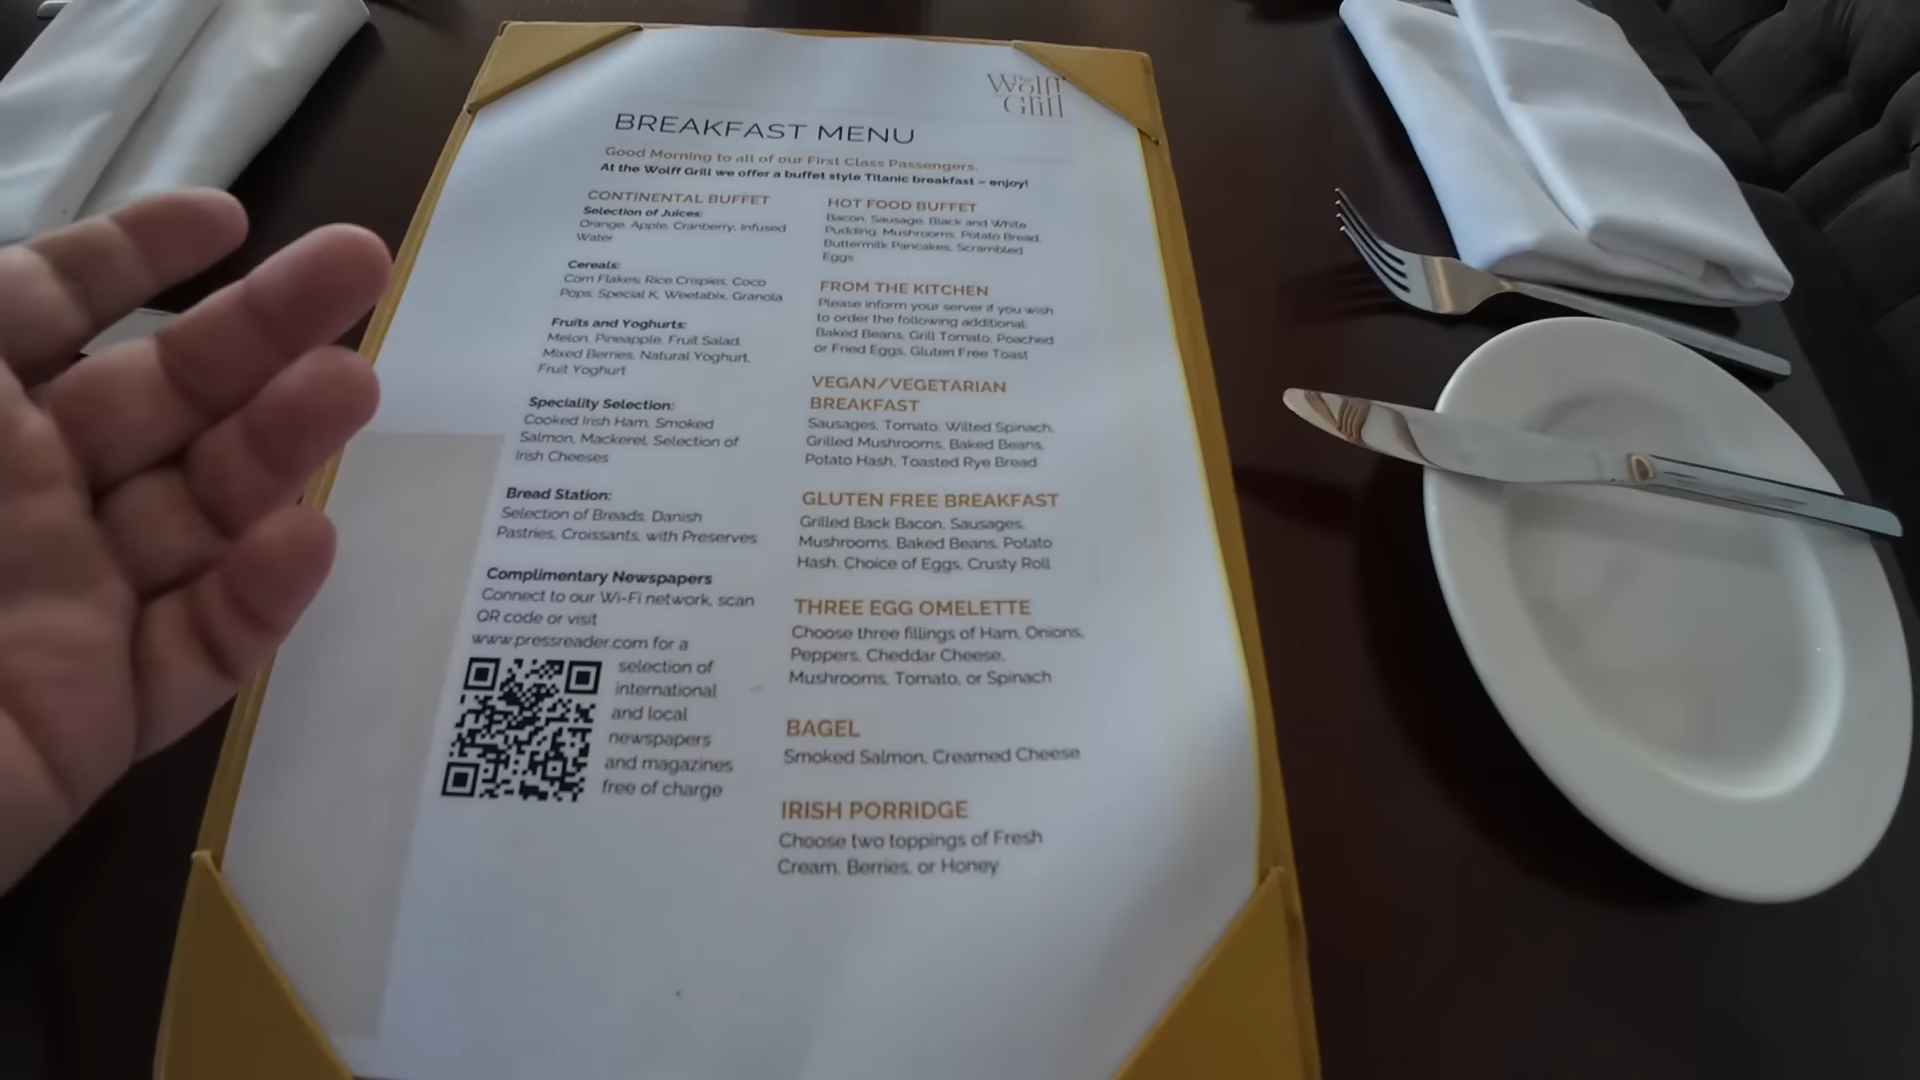 The
Wolff
Grill
BREAKFAST MENU
Good Morning to all of our First Class Passengers.
At the Wolff Grill we offer a buffet style Titanic breakfast – enjoy!
CONTINENTAL BUFFET
Selection of Juices:
Orange, Apple, Cranberry, Infused
Water
Cereals:
Corn Flakes, Rice Crispies, Coco
Pops, Special K, Weetabix, Granola
Fruits and Yoghurts:
Melon, Pineapple, Fruit Salad,
Mixed Berries, Natural Yoghurt,
Fruit Yoghurt
Speciality Selection:
Cooked Irish Ham, Smoked
Salmon, Mackerel, Selection of
Irish Cheeses
Bread Station:
Selection of Breads, Danish
Pastries, Croissants, with Preserves
Complimentary Newspapers
Connect to our Wi-Fi network, scan
QR code or visit
www.pressreader.com for a
selection of
international
and local
newspapers
and magazines
free of charge
HOT FOOD BUFFET
Bacon, Sausage, Black and White
Pudding, Mushrooms, Potato Bread,
Buttermilk Pancakes, Scrambled
Eggs
FROM THE KITCHEN
Please inform your server if you wish
to order the following additional:
Baked Beans, Grill Tomato, Poached
or Fried Eggs, Gluten Free Toast
VEGAN/VEGETARIAN
BREAKFAST
Sausages, Tomato, Wilted Spinach,
Grilled Mushrooms, Baked Beans,
Potato Hash, Toasted Rye Bread
GLUTEN FREE BREAKFAST
Grilled Back Bacon, Sausages,
Mushrooms, Baked Beans, Potato
Hash, Choice of Eggs, Crusty Roll
THREE EGG OMELETTE
Choose three fillings of Ham, Onions,
Peppers, Cheddar Cheese,
Mushrooms, Tomato, or Spinach
BAGEL
Smoked Salmon, Creamed Cheese
IRISH PORRIDGE
Choose two toppings of Fresh
Cream, Berries, or Honey